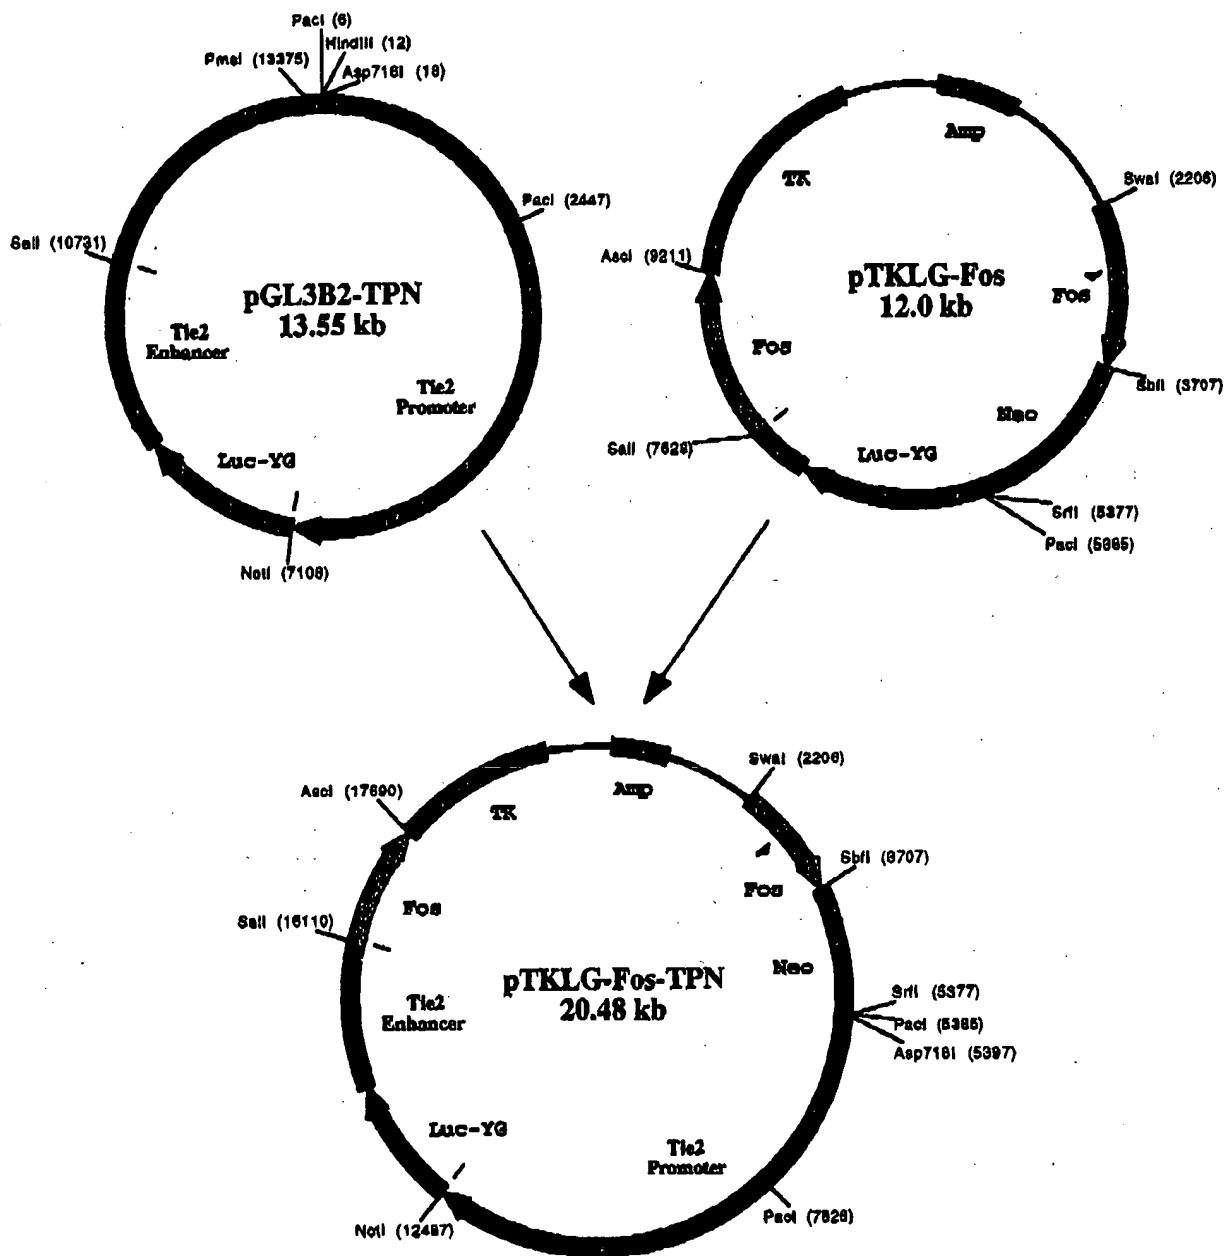 PacI (6)
HindIII (12)
PmeI (13375)
Asp718I (18)
PacI (2447)
SalI (10731)
pGL3B2-TPN
13.55 kb
Tie2
Enhancer
Tie2
Promoter
Luc-YG
NotI (7108)
Amp
TK
SwaI (2206)
AscI (9211)
pTKLG-Fos
12.0 kb
Fos
Fos
SbfI (3707)
Neo
SalI (7629)
Luc-YG
SrfI (5377)
PacI (5385)
SwaI (2206)
AscI (17690)
TK
Amp
SbfI (3707)
Fos
Fos
SalI (16110)
pTKLG-Fos-TPN
20.48 kb
Neo
SrfI (5377)
PacI (5385)
Asp718I (5397)
Tie2
Enhancer
Luc-YG
Tie2
Promoter
PacI (7826)
NotI (12487)